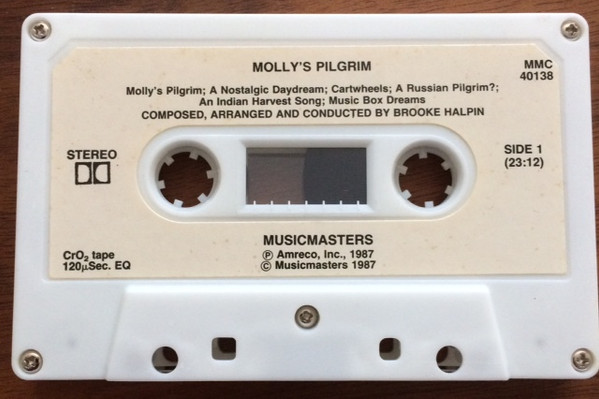 MOLLY'S PILGRIM
MMC
40138
Molly's Pilgrim; A Nostalgic Daydream; Cartwheels; A Russian Pilgrim?;
An Indian Harvest Song; Music Box Dreams
COMPOSED, ARRANGED AND CONDUCTED BY BROOKE HALPIN
STEREO
SIDE 1
(23:12)
MUSICMASTERS
℗ Amreco, Inc., 1987
© Musicmasters 1987
CrO₂ tape
120μSec. EQ